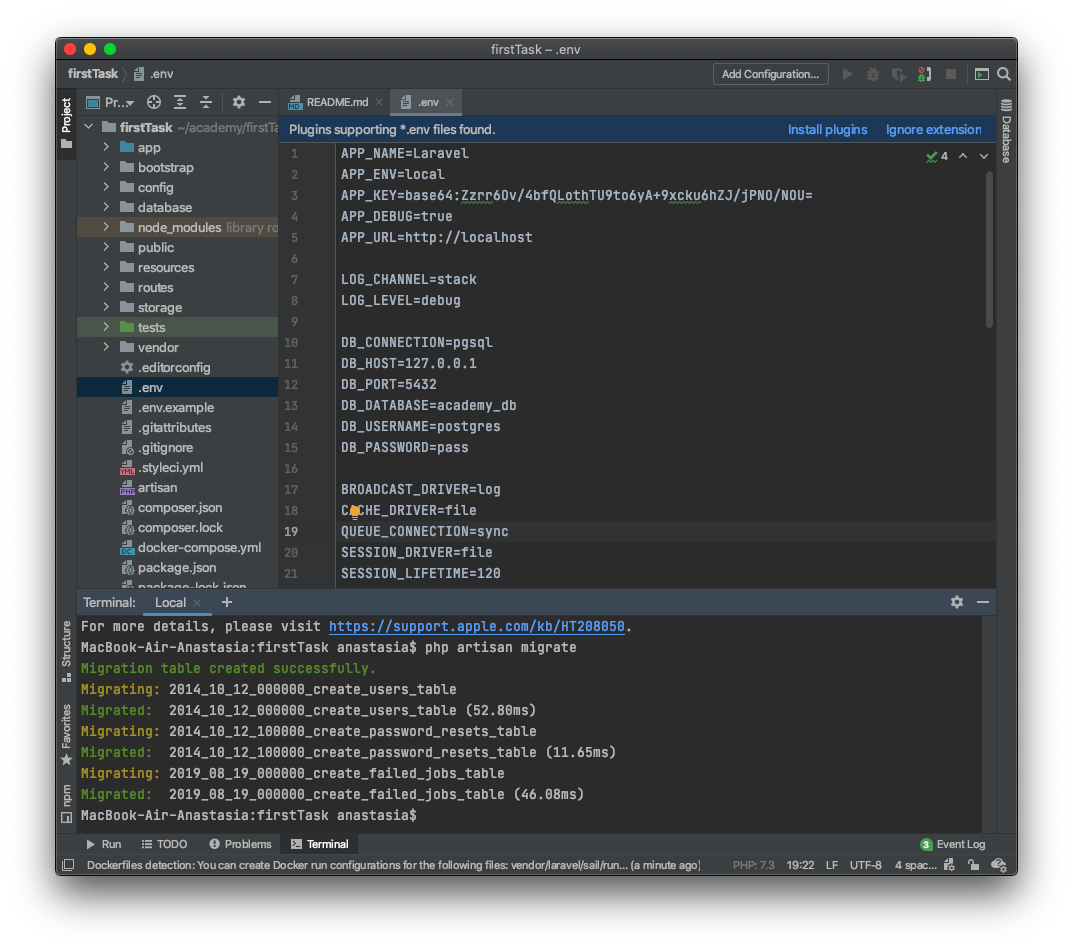 firstTask – .env
firstTask .env
Add Configuration...
Project
Pr...
README.md
.env
Database
firstTask ~/academy/firstTa
Plugins supporting *.env files found. Install plugins Ignore extension
app
bootstrap
config
database
node_modules library ro
public
resources
routes
storage
tests
vendor
.editorconfig
.env
.env.example
.gitattributes
.gitignore
.styleci.yml
artisan
composer.json
composer.lock
docker-compose.yml
package.json
package-lock.json
4
1 APP_NAME=Laravel
2 APP_ENV=local
3 APP_KEY=base64:Zzrr6Ov/4bfQLothTU9to6yA+9xcku6hZJ/jPNO/NOU=
4 APP_DEBUG=true
5 APP_URL=http://localhost
6
7 LOG_CHANNEL=stack
8 LOG_LEVEL=debug
9
10 DB_CONNECTION=pgsql
11 DB_HOST=127.0.0.1
12 DB_PORT=5432
13 DB_DATABASE=academy_db
14 DB_USERNAME=postgres
15 DB_PASSWORD=pass
16
17 BROADCAST_DRIVER=log
18 CACHE_DRIVER=file
19 QUEUE_CONNECTION=sync
20 SESSION_DRIVER=file
21 SESSION_LIFETIME=120
Terminal: Local
Structure
Favorites
npm
For more details, please visit https://support.apple.com/kb/HT208050.
MacBook-Air-Anastasia:firstTask anastasia$ php artisan migrate
Migration table created successfully.
Migrating: 2014_10_12_000000_create_users_table
Migrated:  2014_10_12_000000_create_users_table (52.80ms)
Migrating: 2014_10_12_100000_create_password_resets_table
Migrated:  2014_10_12_100000_create_password_resets_table (11.65ms)
Migrating: 2019_08_19_000000_create_failed_jobs_table
Migrated:  2019_08_19_000000_create_failed_jobs_table (46.08ms)
MacBook-Air-Anastasia:firstTask anastasia$
Run TODO Problems Terminal 3 Event Log
Dockerfiles detection: You can create Docker run configurations for the following files: vendor/laravel/sail/run... (a minute ago) PHP: 7.3 19:22 LF UTF-8 4 spac...